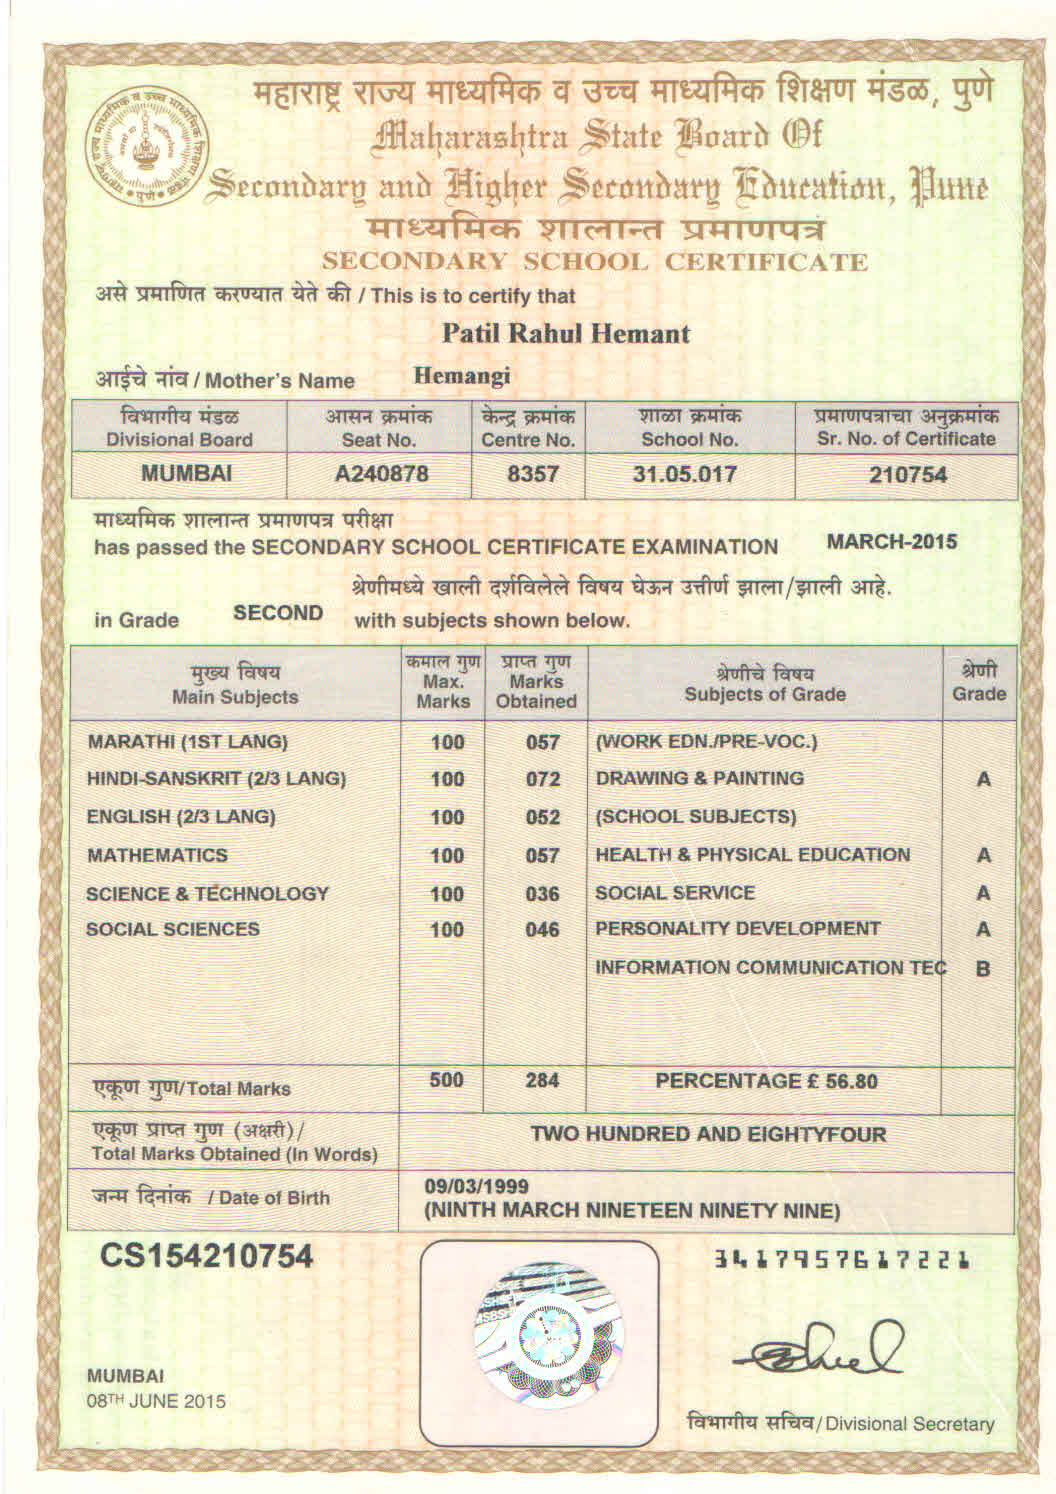 महाराष्ट्र राज्य माध्यमिक व उच्च माध्यमिक शिक्षण मंडळ, पुणे
Maharashtra State Board Of
Secondary and Higher Secondary Education, Pune
माध्यमिक शालान्त प्रमाणपत्र
SECONDARY SCHOOL CERTIFICATE
असे प्रमाणित करण्यात येते की / This is to certify that
Patil Rahul Hemant
आईचे नांव / Mother's Name Hemangi
विभागीय मंडळ आसन क्रमांक केन्द्र क्रमांक शाळा क्रमांक प्रमाणपत्राचा अनुक्रमांक
Divisional Board Seat No. Centre No. School No. Sr. No. of Certificate
MUMBAI A240878 8357 31.05.017 210754
माध्यमिक शालान्त प्रमाणपत्र परीक्षा
has passed the SECONDARY SCHOOL CERTIFICATE EXAMINATION MARCH-2015
श्रेणीमध्ये खाली दर्शविलेले विषय घेऊन उत्तीर्ण झाला/झाली आहे.
in Grade SECOND with subjects shown below.
मुख्य विषय कमाल गुण प्राप्त गुण श्रेणीचे विषय श्रेणी
Main Subjects Max. Marks Marks Obtained Subjects of Grade Grade
MARATHI (1ST LANG) 100 057 (WORK EDN./PRE-VOC.)
HINDI-SANSKRIT (2/3 LANG) 100 072 DRAWING & PAINTING A
ENGLISH (2/3 LANG) 100 052 (SCHOOL SUBJECTS)
MATHEMATICS 100 057 HEALTH & PHYSICAL EDUCATION A
SCIENCE & TECHNOLOGY 100 036 SOCIAL SERVICE A
SOCIAL SCIENCES 100 046 PERSONALITY DEVELOPMENT A
INFORMATION COMMUNICATION TEC B
एकूण गुण/Total Marks 500 284 PERCENTAGE £ 56.80
एकूण प्राप्त गुण (अक्षरी)/
Total Marks Obtained (In Words) TWO HUNDRED AND EIGHTYFOUR
जन्म दिनांक / Date of Birth 09/03/1999
(NINTH MARCH NINETEEN NINETY NINE)
CS154210754 3417957617221
MUMBAI
08TH JUNE 2015
विभागीय सचिव/Divisional Secretary